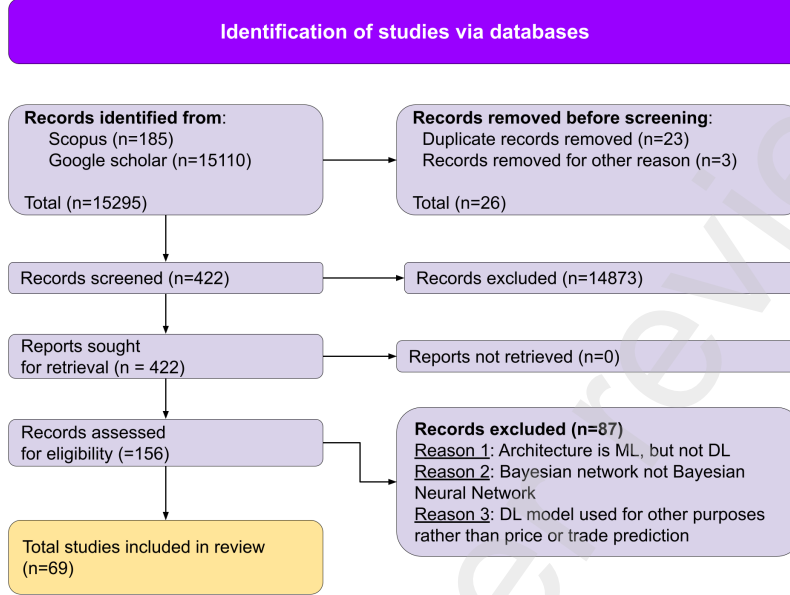 Identification of studies via databases
Records identified from:
Scopus (n=185)
Google scholar (n=15110)
Total (n=15295)
Records removed before screening:
Duplicate records removed (n=23)
Records removed for other reason (n=3)
Total (n=26)
Records screened (n=422)
Records excluded (n=14873)
Reports sought
for retrieval (n = 422)
Reports not retrieved (n=0)
Records assessed
for eligibility (=156)
Records excluded (n=87)
Reason 1: Architecture is ML, but not DL
Reason 2: Bayesian network not Bayesian
Neural Network
Reason 3: DL model used for other purposes
rather than price or trade prediction
Total studies included in review
(n=69)